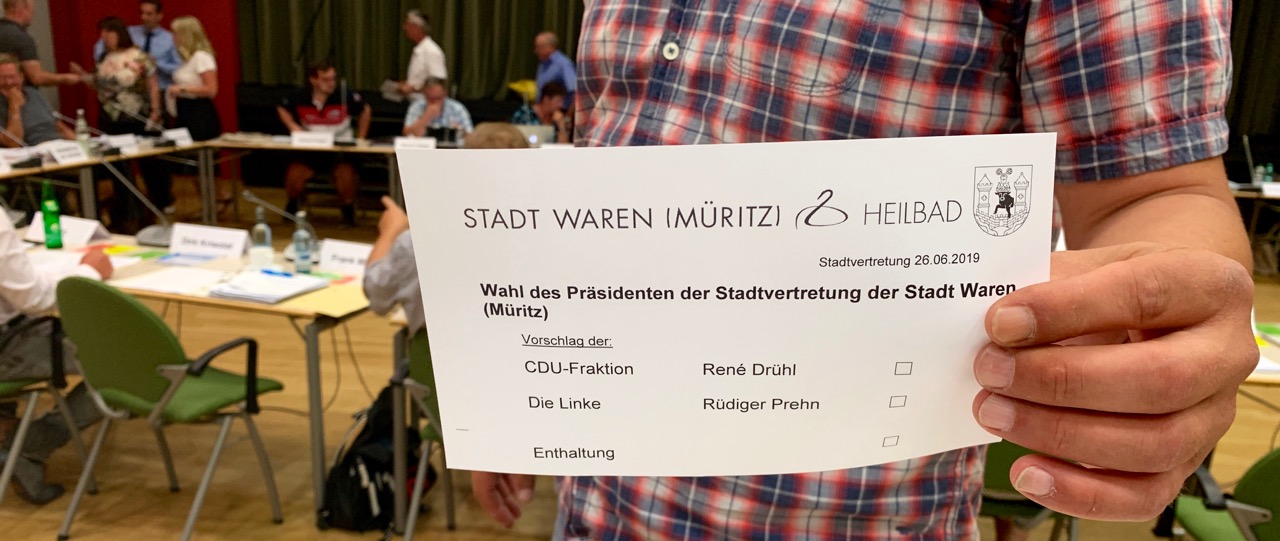 STADT WAREN (MÜRITZ) HEILBAD
Stadtvertretung 26.06.2019
Wahl des Präsidenten der Stadtvertretung der Stadt Waren
(Müritz)
Vorschlag der:
CDU-Fraktion René Drühl
Die Linke Rüdiger Prehn
Enthaltung